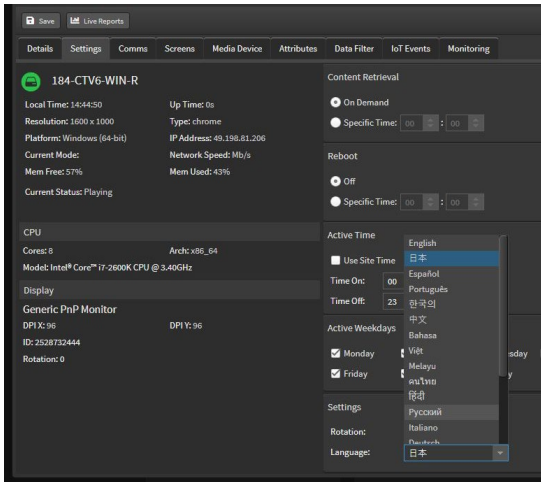 Save Live Reports
Details Settings Comms Screens Media Device Attributes Data Filter IoT Events Monitoring
184-CTV6-WIN-R
Local Time: 14:44:50 Up Time: 0s
Resolution: 1600 x 1000 Type: chrome
Platform: Windows (64-bit) IP Address: 49.198.81.206
Current Mode: Network Speed: Mb/s
Mem Free: 57% Mem Used: 43%
Current Status: Playing
CPU
Cores: 8 Arch: x86_64
Model: Intel® Core™ i7-2600K CPU @ 3.40GHz
Display
Generic PnP Monitor
DPI X: 96 DPI Y: 96
ID: 2528732444
Rotation: 0
Content Retrieval
On Demand
Specific Time: 00 : 00
Reboot
Off
Specific Time: 00 : 00
Active Time
Use Site Time
Time On: 00
Time Off: 23
Active Weekdays
Monday
Friday
Settings
Rotation:
Language: 日本
English
日本
Español
Português
한국의
中文
Bahasa
Việt
Melayu
คนไทย
हिंदी
Русский
Italiano
Deutsch